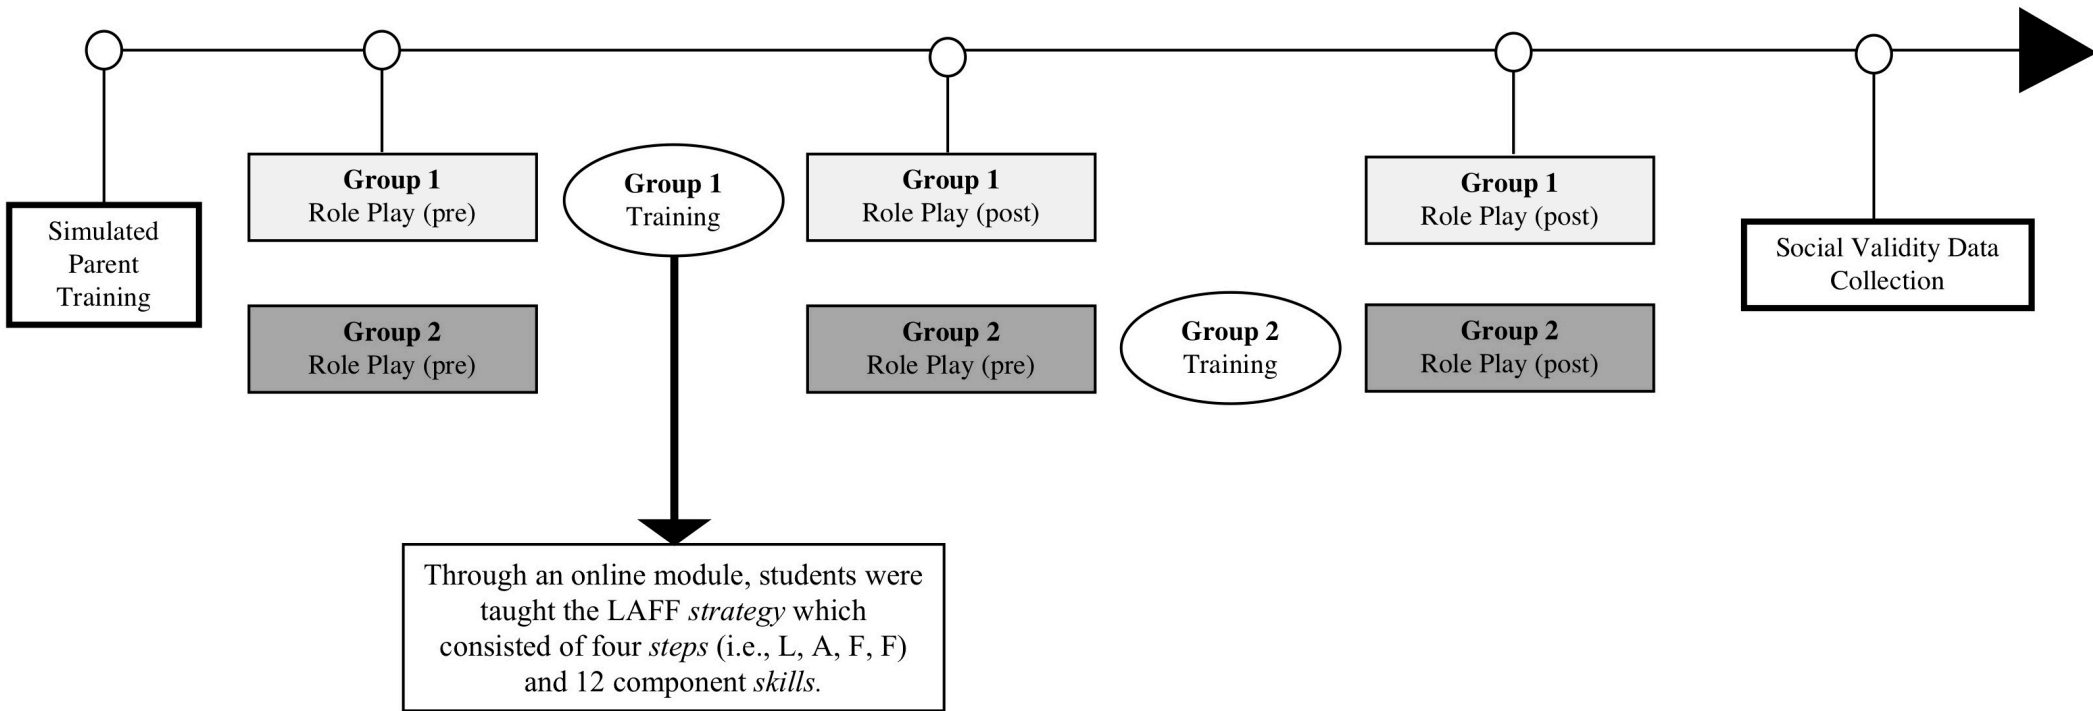 Simulated
Parent
Training
Group 1
Role Play (pre)
Group 2
Role Play (pre)
Group 1
Training
Through an online module, students were
taught the LAFF strategy which
consisted of four steps (i.e., L, A, F, F)
and 12 component skills.
Group 1
Role Play (post)
Group 2
Role Play (pre)
Group 2
Training
Group 1
Role Play (post)
Group 2
Role Play (post)
Social Validity Data
Collection